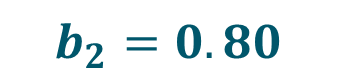 b₂ = 0.80